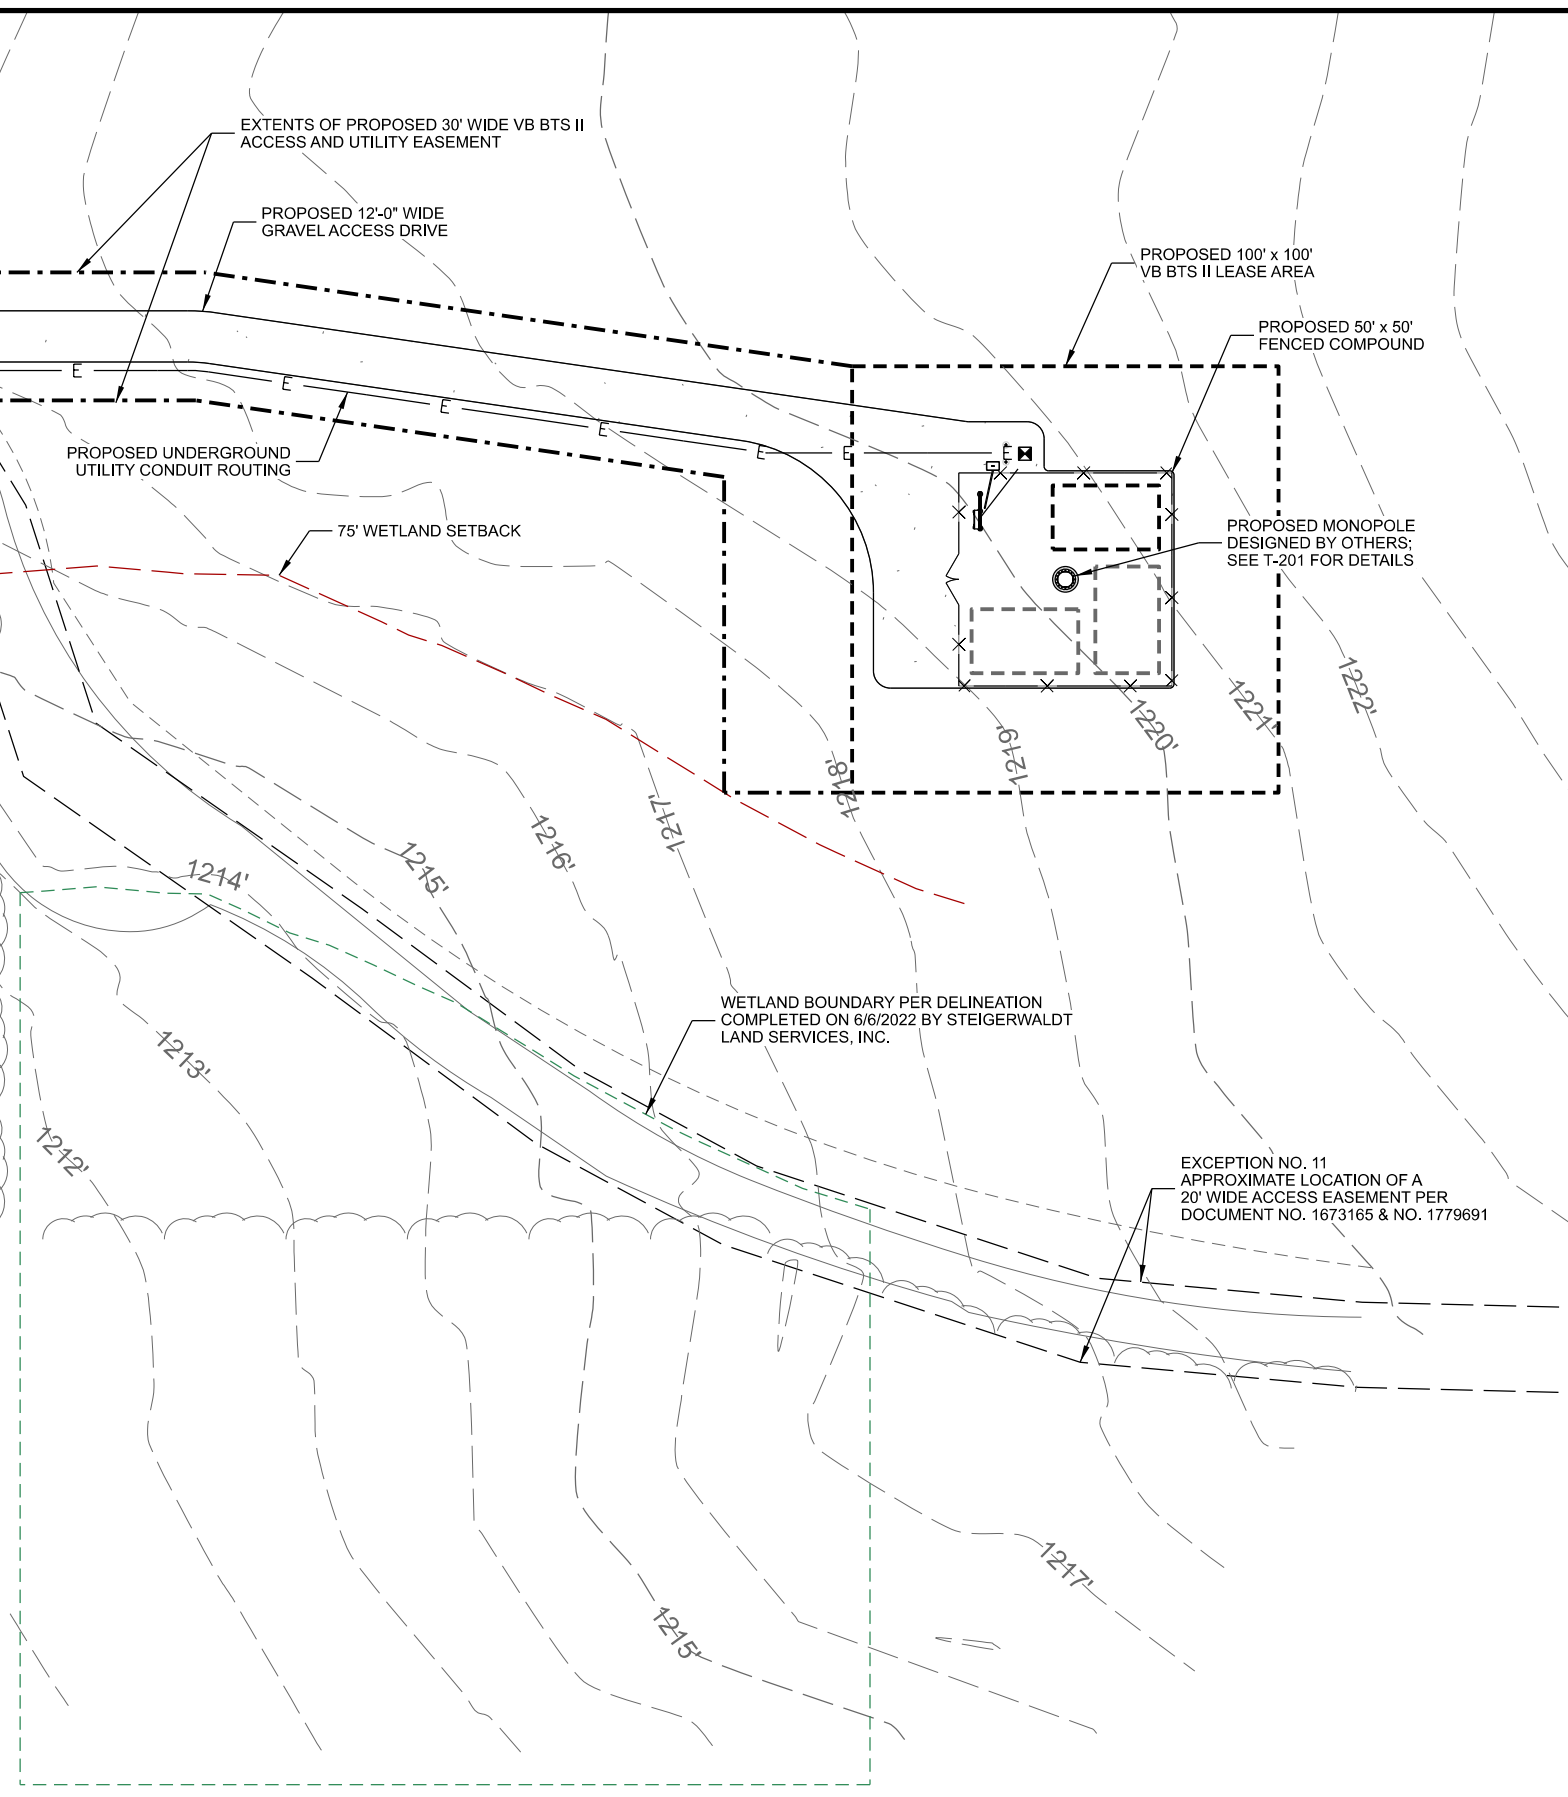 EXTENTS OF PROPOSED 30' WIDE VB BTS II
ACCESS AND UTILITY EASEMENT
PROPOSED 12'-0" WIDE
GRAVEL ACCESS DRIVE
PROPOSED 100' x 100'
VB BTS II LEASE AREA
PROPOSED 50' x 50'
FENCED COMPOUND
E
E
E
E
E
E
E
PROPOSED UNDERGROUND
UTILITY CONDUIT ROUTING
75' WETLAND SETBACK
PROPOSED MONOPOLE
DESIGNED BY OTHERS;
SEE T-201 FOR DETAILS
1222'
1221'
1220'
1219'
1218'
1217'
1216'
1215'
1214'
WETLAND BOUNDARY PER DELINEATION
COMPLETED ON 6/6/2022 BY STEIGERWALDT
LAND SERVICES, INC.
1213'
1212'
EXCEPTION NO. 11
APPROXIMATE LOCATION OF A
20' WIDE ACCESS EASEMENT PER
DOCUMENT NO. 1673165 & NO. 1779691
1217'
1215'